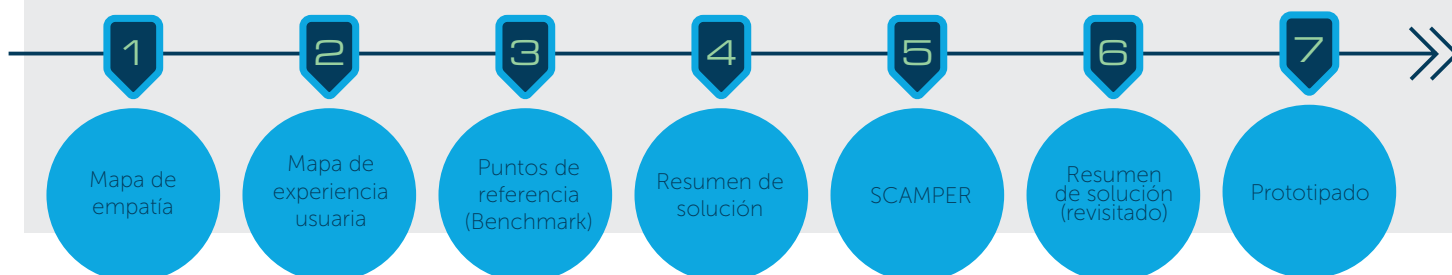 1
2
3
4
5
6
7
Mapa de
empatía
Mapa de
experiencia
usuaria
Puntos de
referencia
(Benchmark)
Resumen de
solución
SCAMPER
Resumen
de solución
(revisitado)
Prototipado